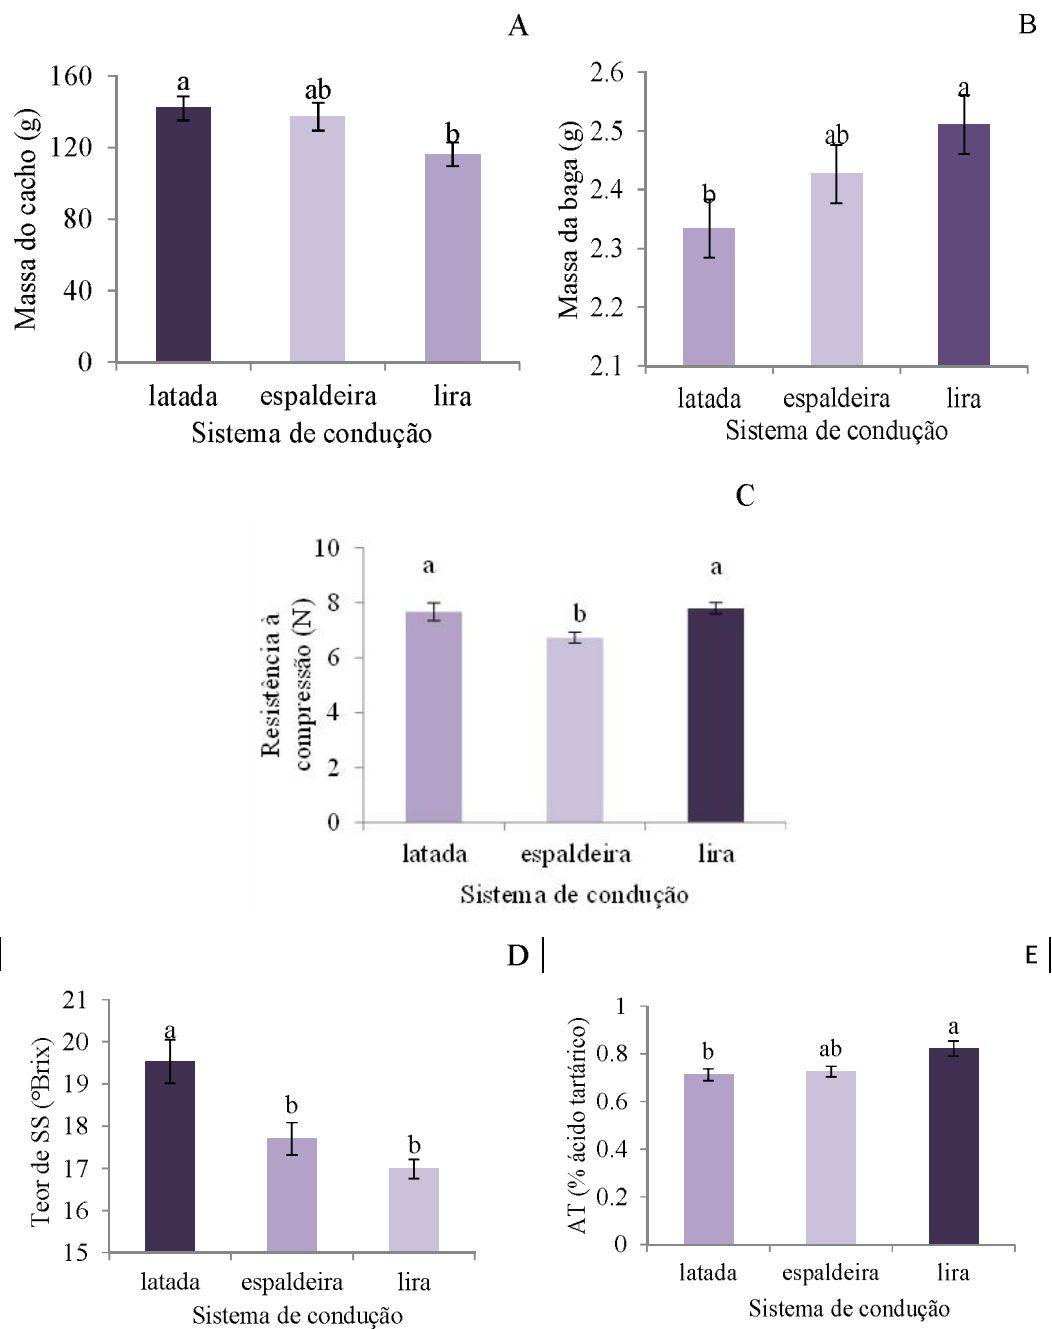 A
Massa do cacho (g)
160
120
80
40
0
a
ab
b
latada
espaldeira
lira
Sistema de condução
B
Massa da baga (g)
2.6
2.5
2.4
2.3
2.2
2.1
b
ab
a
latada
espaldeira
lira
Sistema de condução
C
Resistência à
compressão (N)
10
8
6
4
2
0
a
b
a
latada
espaldeira
lira
Sistema de condução
D
Teor de SS (°Brix)
21
20
19
18
17
16
15
a
b
b
latada
espaldeira
lira
Sistema de condução
E
AT (% ácido tartárico)
1
0.8
0.6
0.4
0.2
0
b
ab
a
latada
espaldeira
lira
Sistema de condução